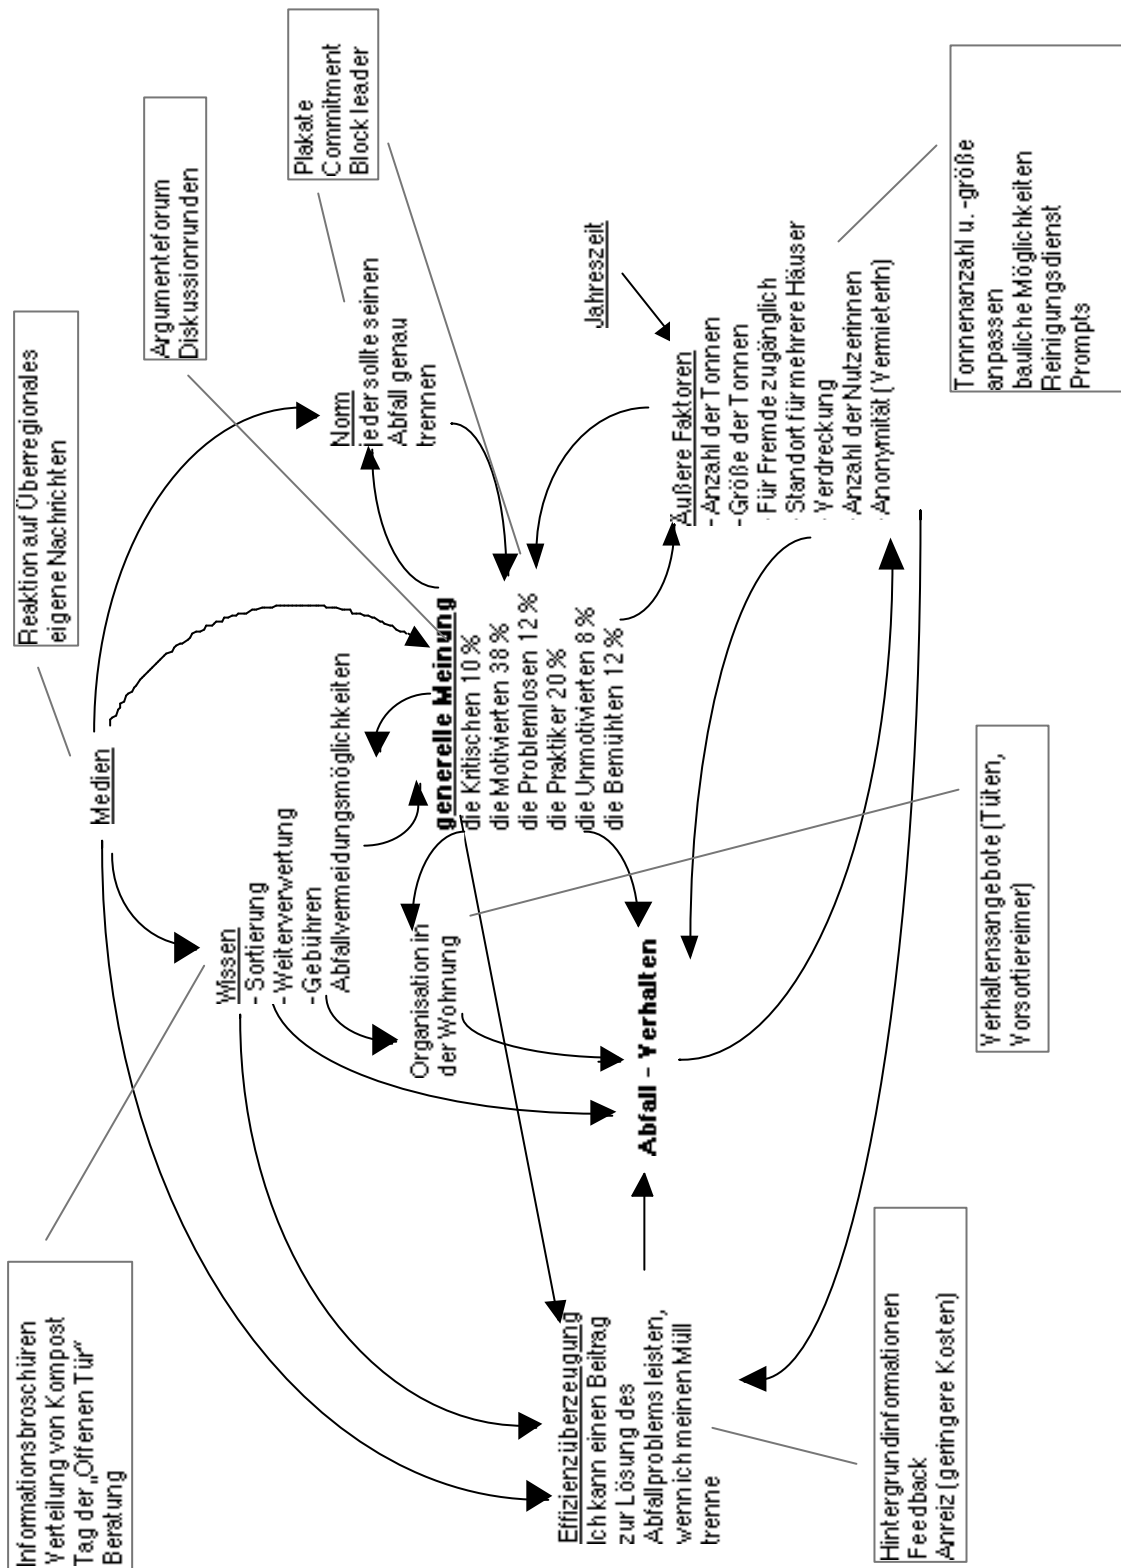 Informationsbroschüren
Verteilung von Kompost
Tag der „Offenen Tür“
Beratung
Medien
Reaktion auf Überregionales
eigene Nachrichten
Argumenteforum
Diskussionrunden
Plakate
Commitment
Block leader
Wissen
- Sortierung
- Weiterverwertung
-Gebühren
Abfallvermeidungsmöglichkeiten
Norm
jeder sollte seinen
Abfall genau
trennen
Organisation in
der Wohnung
generelle Meinung
die Kritischen 10 %
die Motivierten 38 %
die Problemlosen 12 %
die Praktiker 20 %
die Unmotivierten 8 %
die Bemühten 12 %
Jahreszeit
Effizienzüberzeugung
Ich kann einen Beitrag
zur Lösung des
Abfallproblems leisten,
wenn ich meinen Müll
trenne
Abfall - Verhalten
Äußere Faktoren
-Anzahl der Tonnen
-Größe der Tonnen
-Für Fremde zugänglich
-Standort für mehrere Häuser
-Verdreckung
-Anzahl der Nutzerinnen
-Anonymität (VermieterIn)
Hintergrundinformationen
Feedback
Anreiz (geringere Kosten)
Verhaltensangebote (Tüten,
Vorsortiereimer)
Tonnenanzahl u. -größe
anpassen
bauliche Möglichkeiten
Reinigungsdienst
Prompts